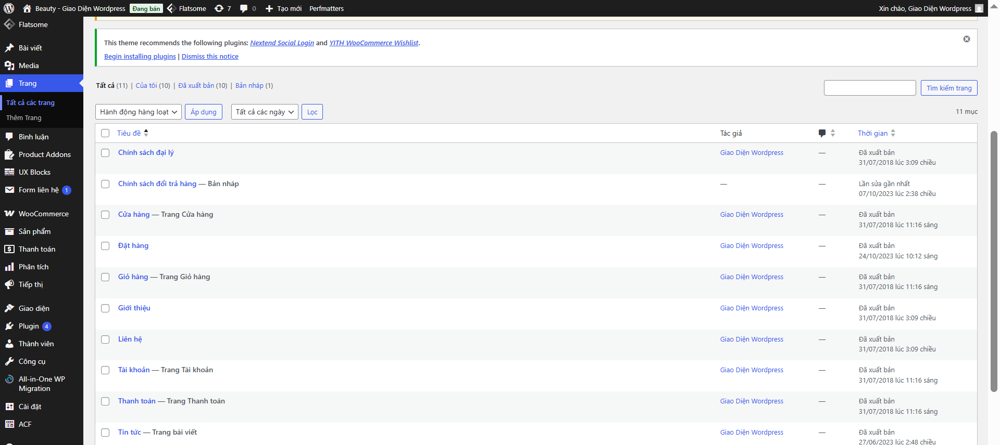 Beauty - Giao Diện Wordpress Đang bán Flatsome 7 0 Tạo mới Perfmatters Xin chào, Giao Diện Wordpress
Flatsome
Bài viết
Media
Trang
Tất cả các trang
Thêm Trang
Bình luận
Product Addons
UX Blocks
Form liên hệ 1
WooCommerce
Sản phẩm
Thanh toán
Phân tích
Tiếp thị
Giao diện
Plugin 4
Thành viên
Công cụ
All-in-One WP
Migration
Cài đặt
ACF
This theme recommends the following plugins: Nextend Social Login and YITH WooCommerce Wishlist.
Begin installing plugins | Dismiss this notice
Tất cả (11) | Của tôi (10) | Đã xuất bản (10) | Bản nháp (1)
Tìm kiếm trang
Hành động hàng loạt Áp dụng Tất cả các ngày Lọc 11 mục
Tiêu đề Tác giả Thời gian
Chính sách đại lý Giao Diện Wordpress — Đã xuất bản
31/07/2018 lúc 3:09 chiều
Chính sách đổi trả hàng — Bản nháp — — Lần sửa gần nhất
07/10/2023 lúc 2:38 chiều
Cửa hàng — Trang Cửa hàng Giao Diện Wordpress — Đã xuất bản
31/07/2018 lúc 11:16 sáng
Đặt hàng Giao Diện Wordpress — Đã xuất bản
24/10/2023 lúc 10:12 sáng
Giỏ hàng — Trang Giỏ hàng Giao Diện Wordpress — Đã xuất bản
31/07/2018 lúc 11:16 sáng
Giới thiệu Giao Diện Wordpress — Đã xuất bản
31/07/2018 lúc 3:09 chiều
Liên hệ Giao Diện Wordpress — Đã xuất bản
31/07/2018 lúc 3:09 chiều
Tài khoản — Trang Tài khoản Giao Diện Wordpress — Đã xuất bản
31/07/2018 lúc 11:16 sáng
Thanh toán — Trang Thanh toán Giao Diện Wordpress — Đã xuất bản
31/07/2018 lúc 11:16 sáng
Tin tức — Trang bài viết Giao Diện Wordpress — Đã xuất bản
27/06/2023 lúc 2:48 chiều